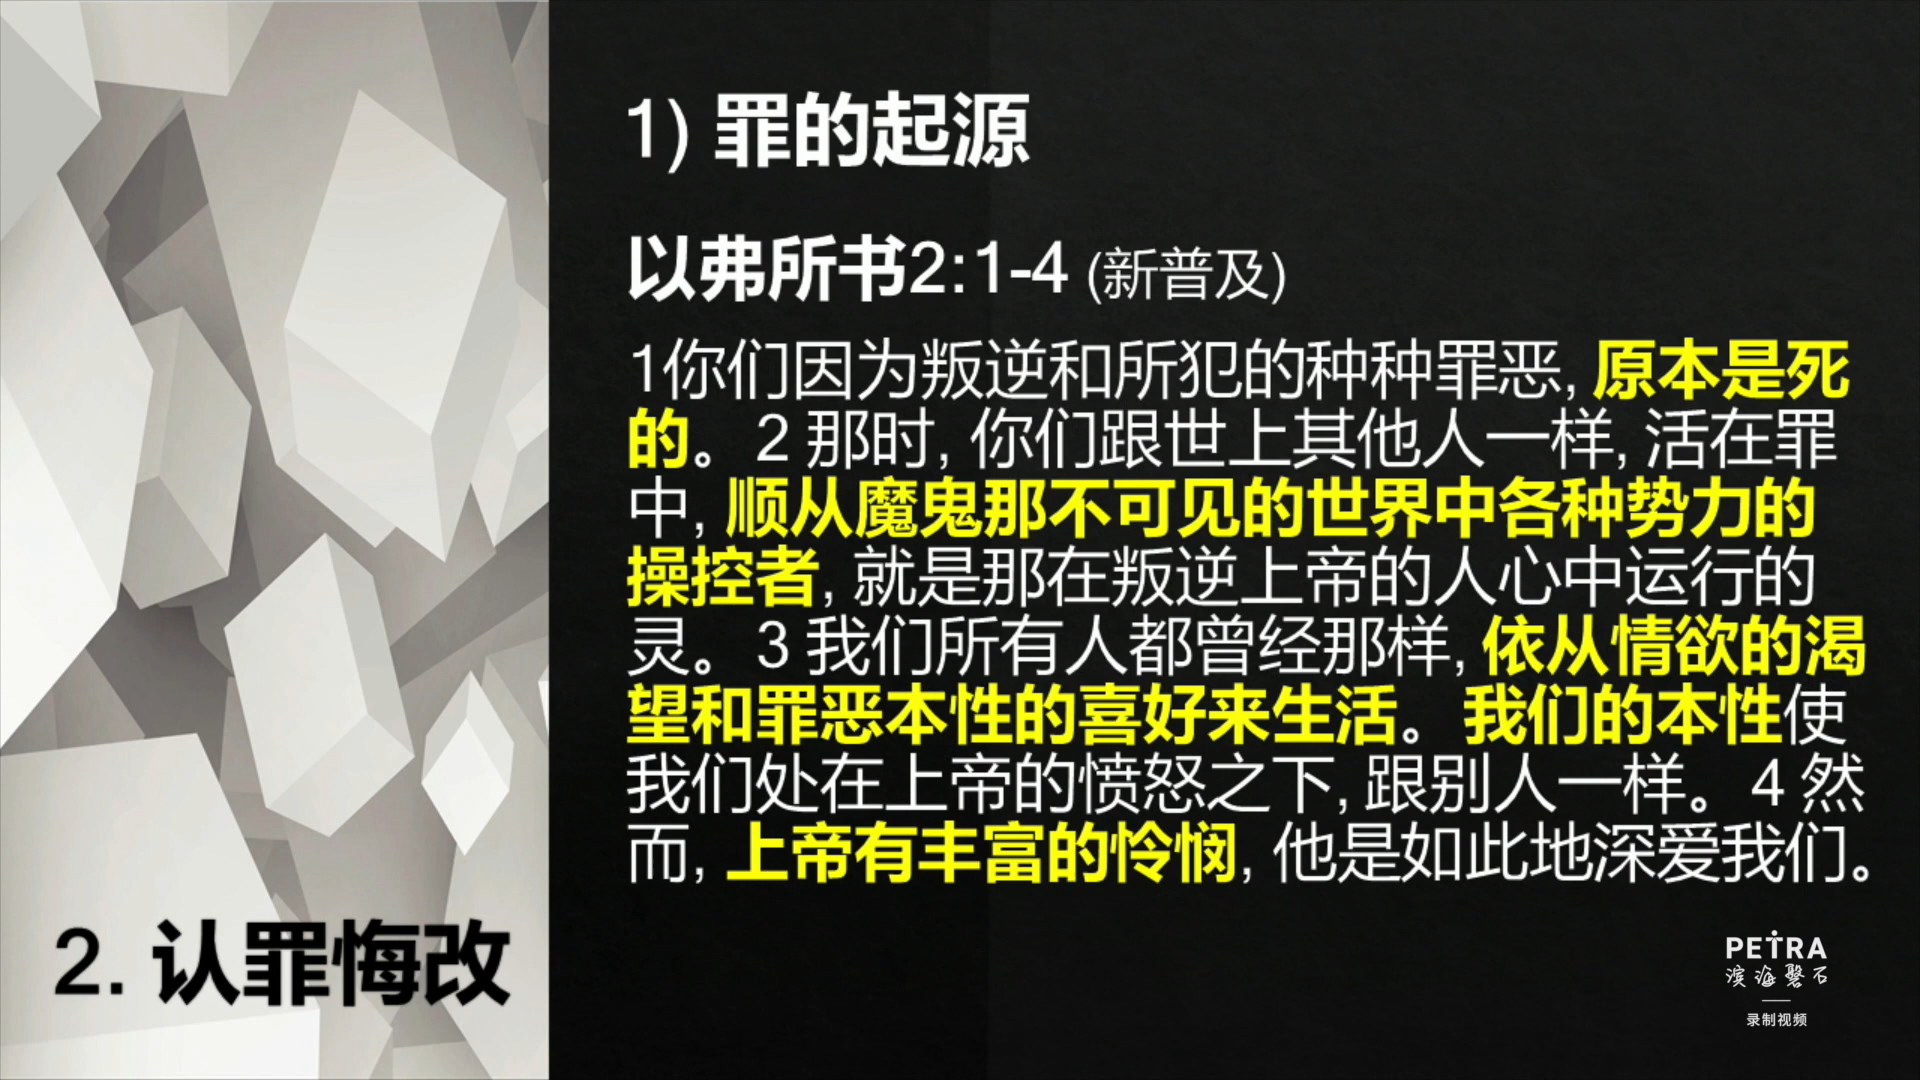 1) 罪的起源
以弗所书2:1-4 (新普及)
1你们因为叛逆和所犯的种种罪恶, 原本是死
的。 2 那时, 你们跟世上其他人一样, 活在罪
中, 顺从魔鬼那不可见的世界中各种势力的
操控者, 就是那在叛逆上帝的人心中运行的
灵。 3 我们所有人都曾经那样, 依从情欲的渴
望和罪恶本性的喜好来生活。 我们的本性使
我们处在上帝的愤怒之下, 跟别人一样。 4 然
而, 上帝有丰富的怜悯, 他是如此地深爱我们。
2. 认罪悔改
PETRA
滨海磐石
录制视频